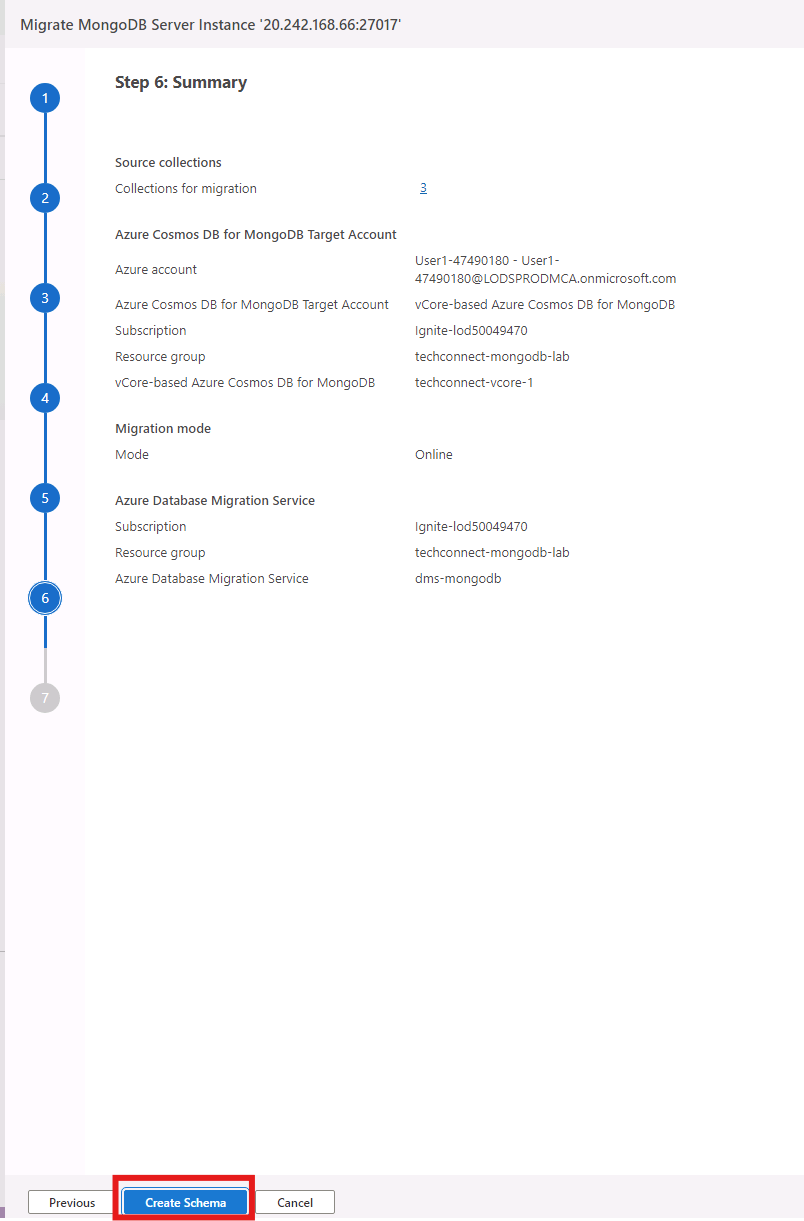 Migrate MongoDB Server Instance '20.242.168.66:27017'
1
Step 6: Summary
Source collections
Collections for migration 3
2
Azure Cosmos DB for MongoDB Target Account
Azure account User1-47490180 - User1-
47490180@LODSPRODMCA.onmicrosoft.com
3
Azure Cosmos DB for MongoDB Target Account vCore-based Azure Cosmos DB for MongoDB
Subscription Ignite-lod50049470
Resource group techconnect-mongodb-lab
vCore-based Azure Cosmos DB for MongoDB techconnect-vcore-1
4
Migration mode
Mode Online
5
Azure Database Migration Service
Subscription Ignite-lod50049470
Resource group techconnect-mongodb-lab
Azure Database Migration Service dms-mongodb
6
7
Previous Create Schema Cancel